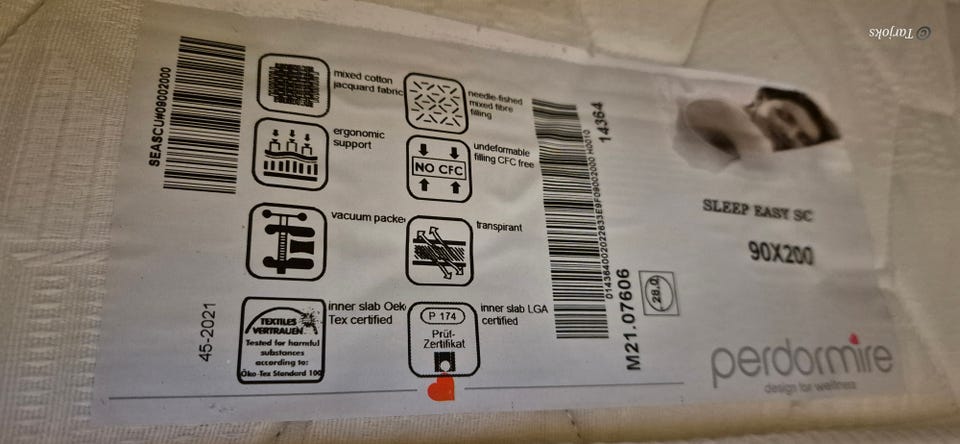 © Tarjoks
SEASCUM09002000
mixed cotton
jacquard fabric
needle-fished
mixed fibre
filling
ergonomic
support
undeformable
filling CFC free
NO CFC
vacuum packe
transpirant
45-2021
TEXTILES
VERTRAUEN
Tested for harmful
substances
according to:
Öko-Tex Standard 100
inner slab Oek
Tex certified
P 174
Prüf-
Zertifikat
inner slab LGA
certified
14364
M21.07606
28.0
SLEEP EASY SC
90X200
perdormire
design for wellness